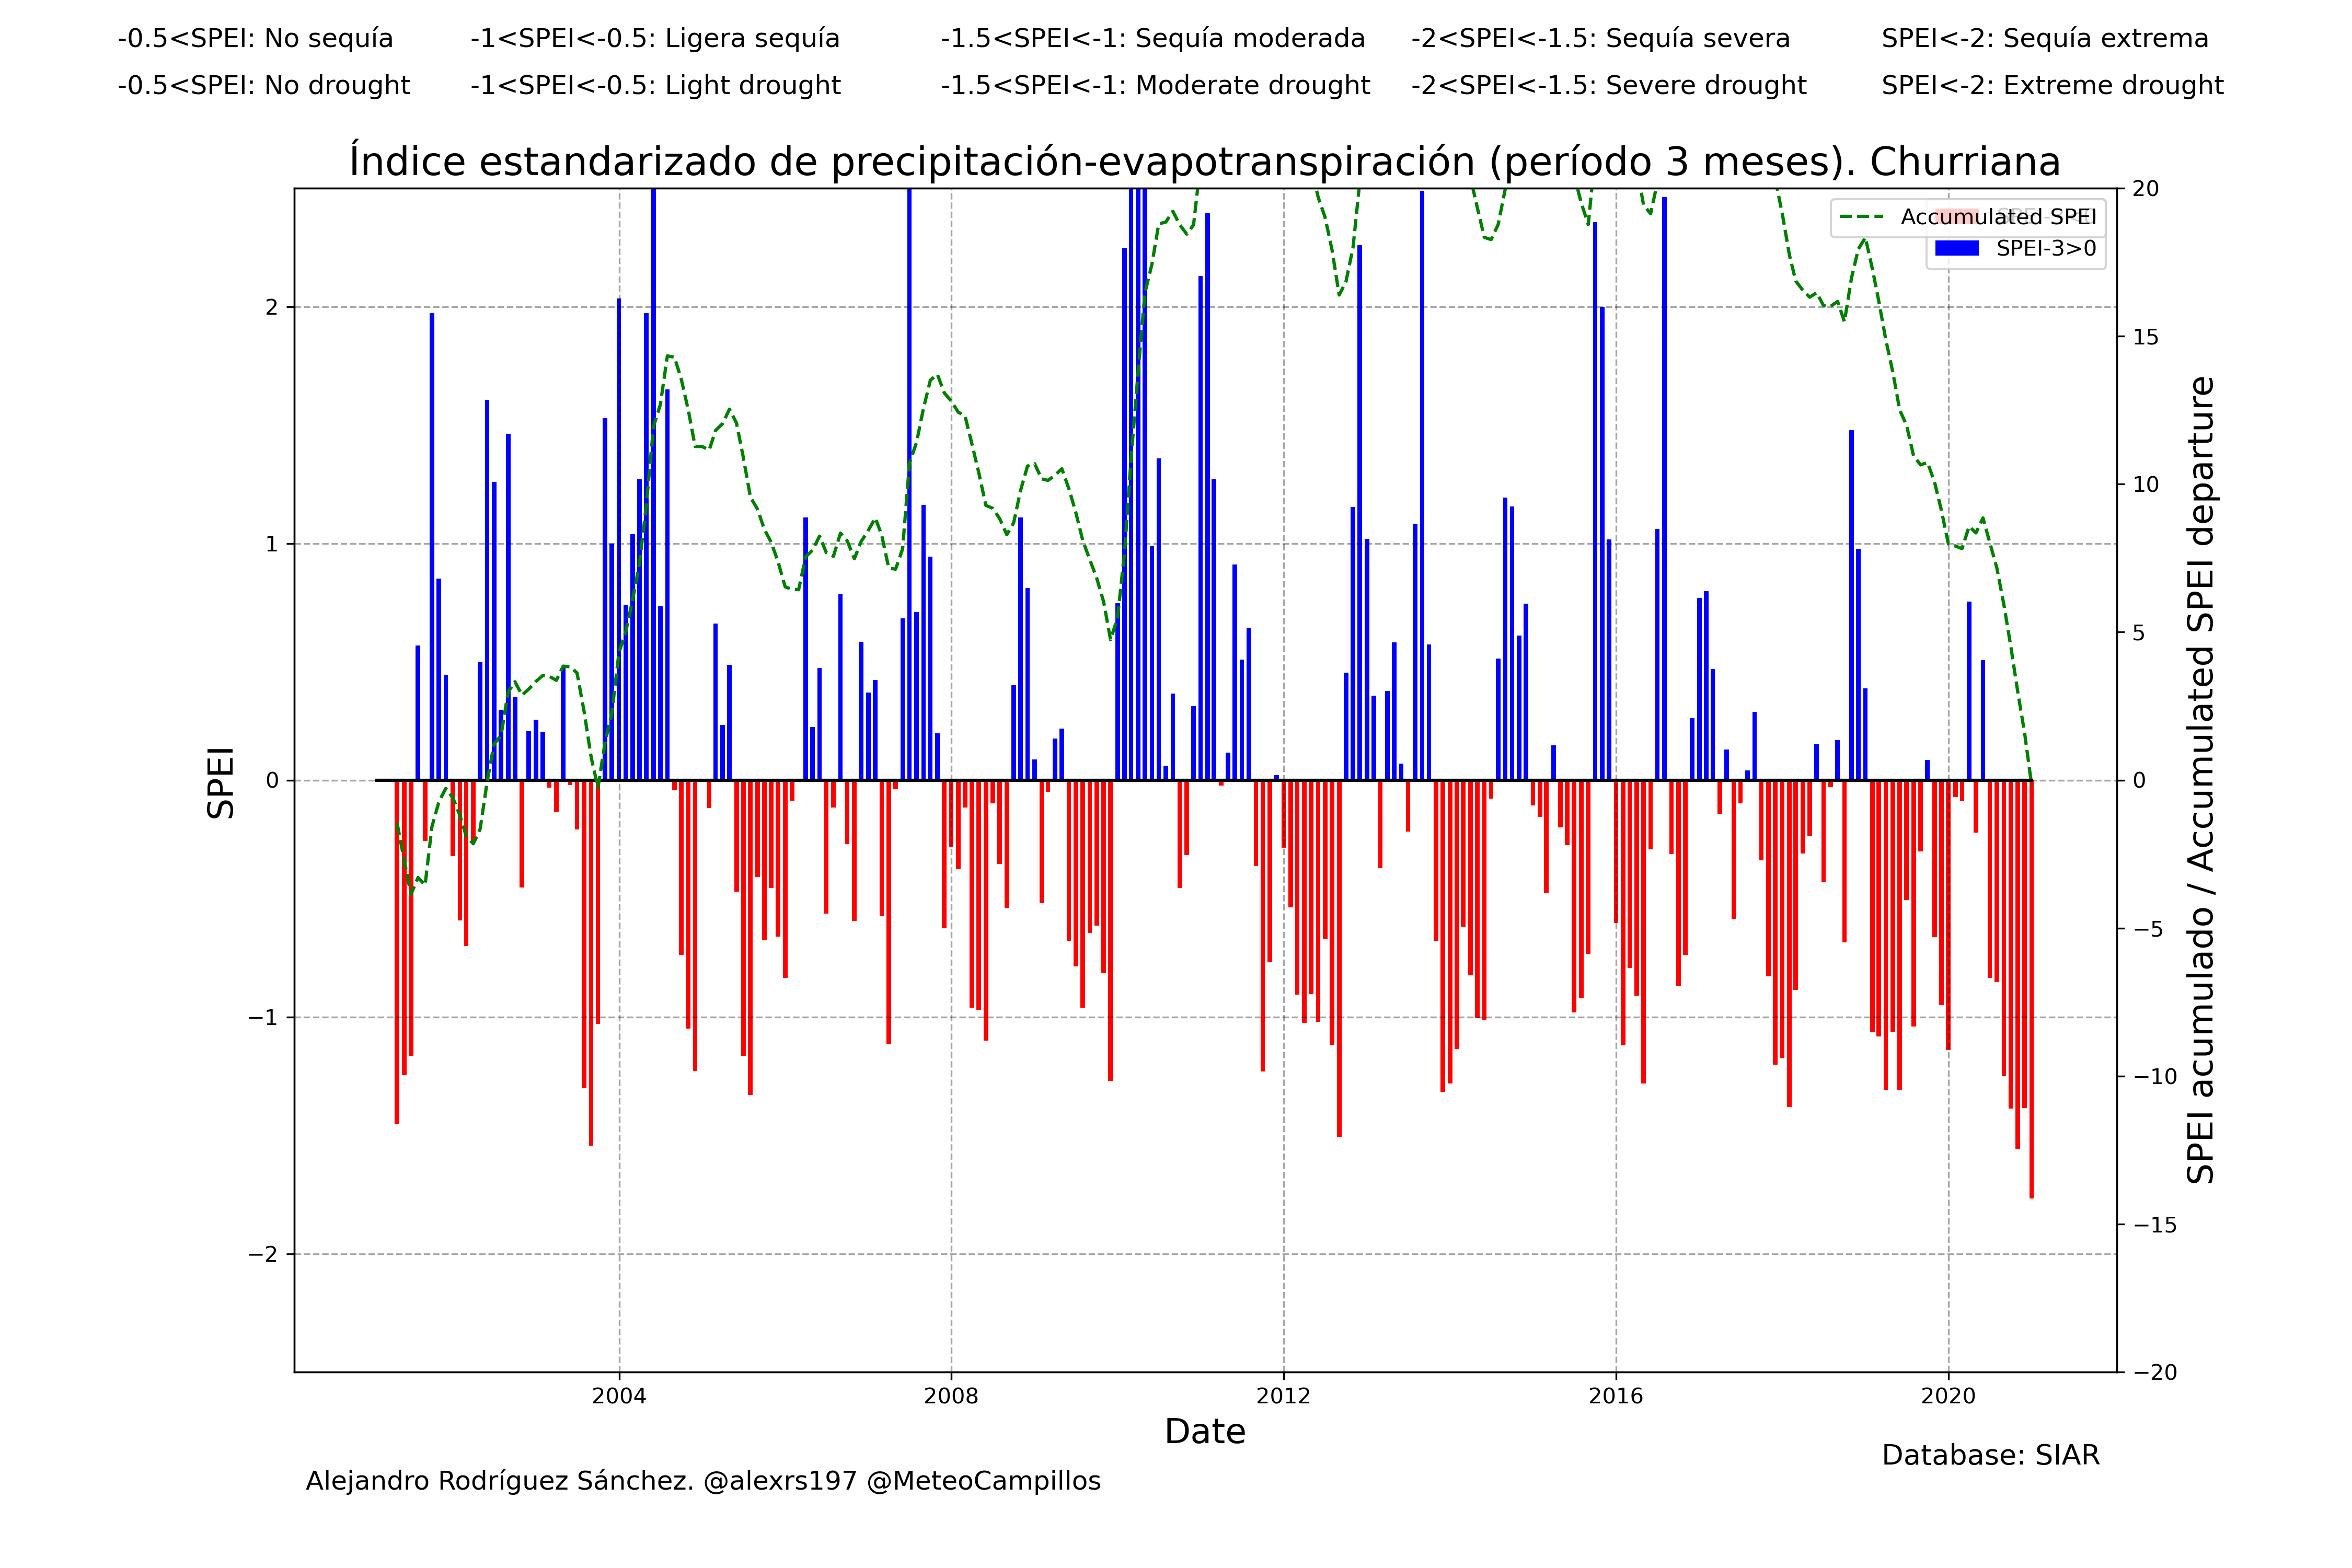 -0.5<SPEI: No sequía -1<SPEI<-0.5: Ligera sequía -1.5<SPEI<-1: Sequía moderada -2<SPEI<-1.5: Sequía severa SPEI<-2: Sequía extrema
-0.5<SPEI: No drought -1<SPEI<-0.5: Light drought -1.5<SPEI<-1: Moderate drought -2<SPEI<-1.5: Severe drought SPEI<-2: Extreme drought
Índice estandarizado de precipitación-evapotranspiración (período 3 meses). Churriana
Accumulated SPEI
SPEI-3>0
SPEI
2
1
0
−1
−2
20
15
10
5
0
−5
−10
−15
−20
SPEI acumulado / Accumulated SPEI departure
2004 2008 2012 2016 2020
Date
Database: SIAR
Alejandro Rodríguez Sánchez. @alexrs197 @MeteoCampillos